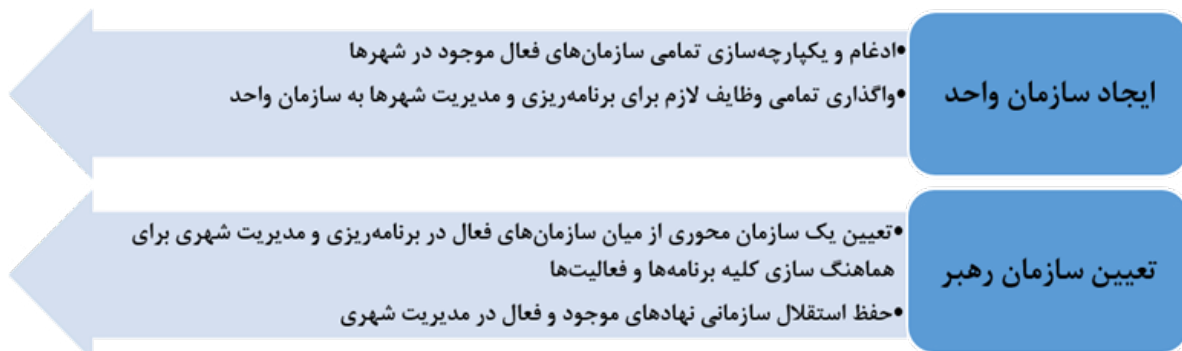 ایجاد سازمان واحد
•ادغام و یکپارچه‌سازی تمامی سازمان‌های فعال موجود در شهرها
•واگذاری تمامی وظایف لازم برای برنامه‌ریزی و مدیریت شهرها به سازمان واحد
تعیین سازمان رهبر
•تعیین یک سازمان محوری از میان سازمان‌های فعال در برنامه‌ریزی و مدیریت شهری برای
هماهنگ سازی کلیه برنامه‌ها و فعالیت‌ها
•حفظ استقلال سازمانی نهادهای موجود و فعال در مدیریت شهری